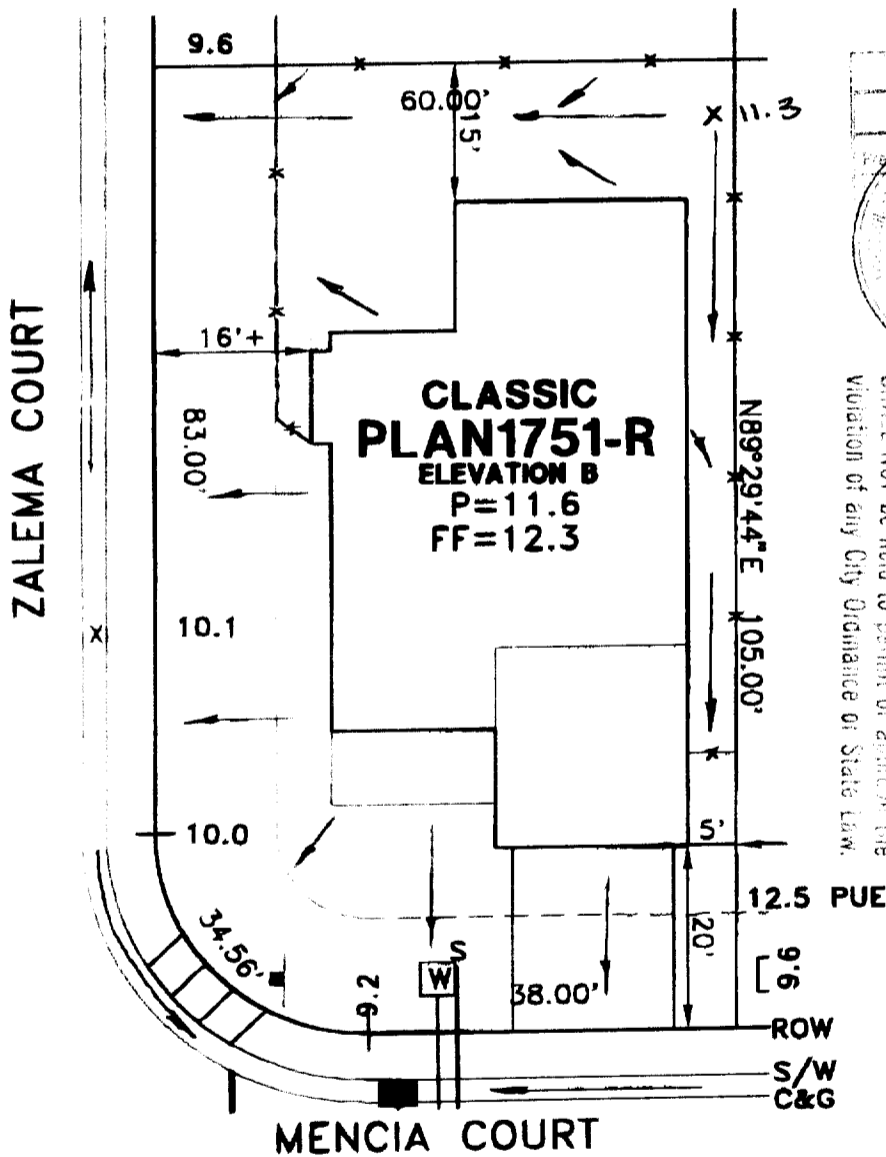 9.6
60.00'
15'
x 11.3
16'+
ZALEMA COURT
83.00'
CLASSIC
PLAN1751-R
ELEVATION B
P=11.6
FF=12.3
N89°29'44"E 105.00'
Violation of any City Ordinance or State Law.
10.1
10.0
5'
12.5 PUE
34.56'
20'
9.2
W
S
38.00'
9.6
ROW
S/W
C&G
MENCIA COURT